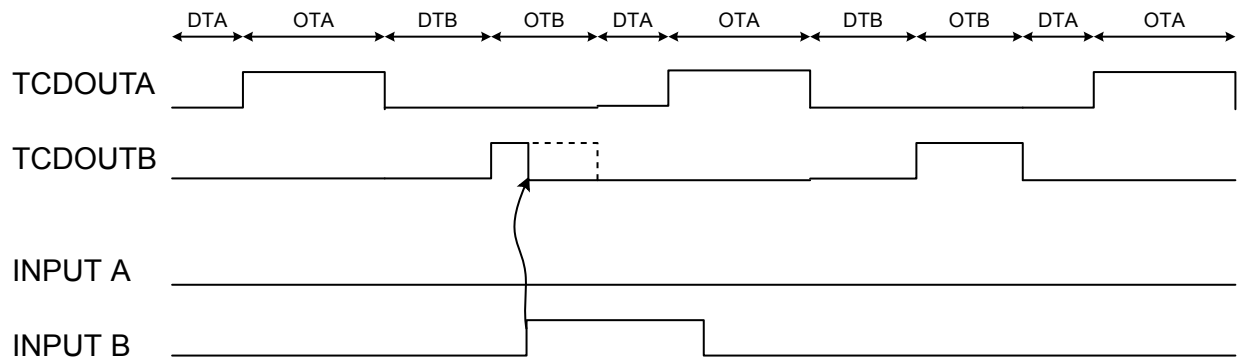 DTA OTA DTB OTB DTA OTA DTB OTB DTA OTA
TCDOUTA
TCDOUTB
INPUT A
INPUT B